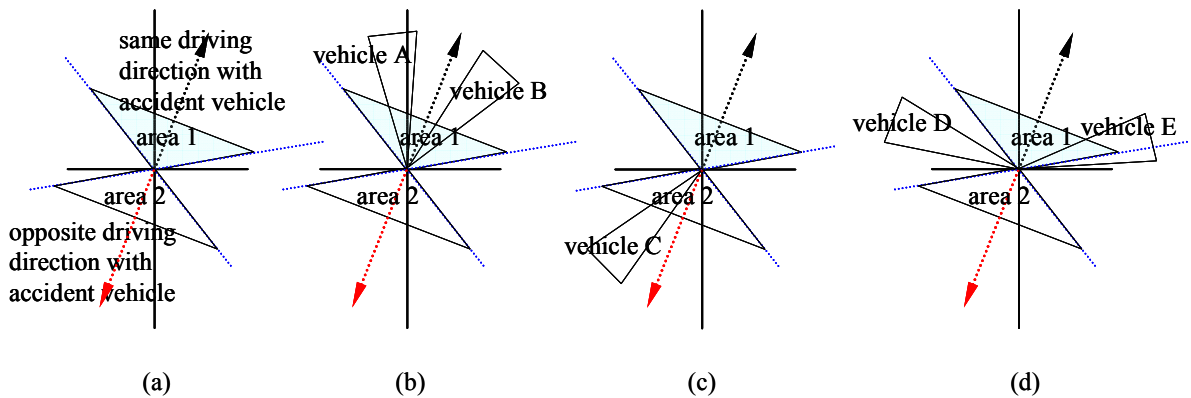 same driving
direction with
accident vehicle
area 1
area 2
opposite driving
direction with
accident vehicle
(a)
vehicle A
vehicle B
area 1
area 2
(b)
area 1
area 2
vehicle C
(c)
vehicle D
area 1
vehicle E
area 2
(d)